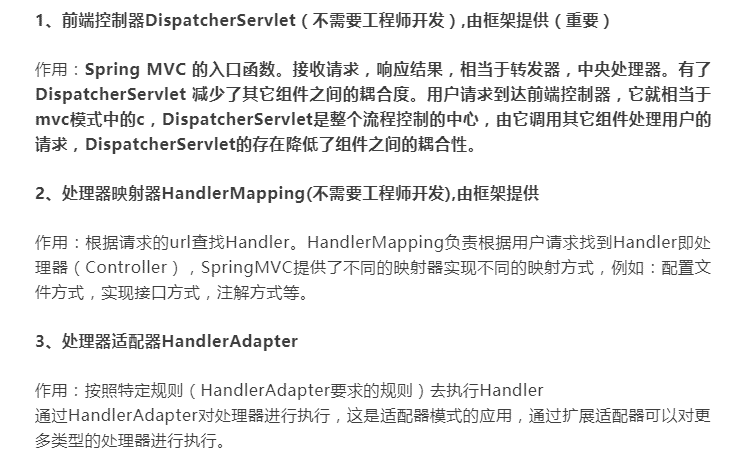 1、前端控制器DispatcherServlet（不需要工程师开发）,由框架提供（重要）
作用：Spring MVC 的入口函数。接收请求，响应结果，相当于转发器，中央处理器。有了
DispatcherServlet 减少了其它组件之间的耦合度。用户请求到达前端控制器，它就相当于
mvc模式中的c，DispatcherServlet是整个流程控制的中心，由它调用其它组件处理用户的
请求，DispatcherServlet的存在降低了组件之间的耦合性。
2、处理器映射器HandlerMapping(不需要工程师开发),由框架提供
作用：根据请求的url查找Handler。HandlerMapping负责根据用户请求找到Handler即处
理器（Controller），SpringMVC提供了不同的映射器实现不同的映射方式，例如：配置文
件方式，实现接口方式，注解方式等。
3、处理器适配器HandlerAdapter
作用：按照特定规则（HandlerAdapter要求的规则）去执行Handler
通过HandlerAdapter对处理器进行执行，这是适配器模式的应用，通过扩展适配器可以对更
多类型的处理器进行执行。